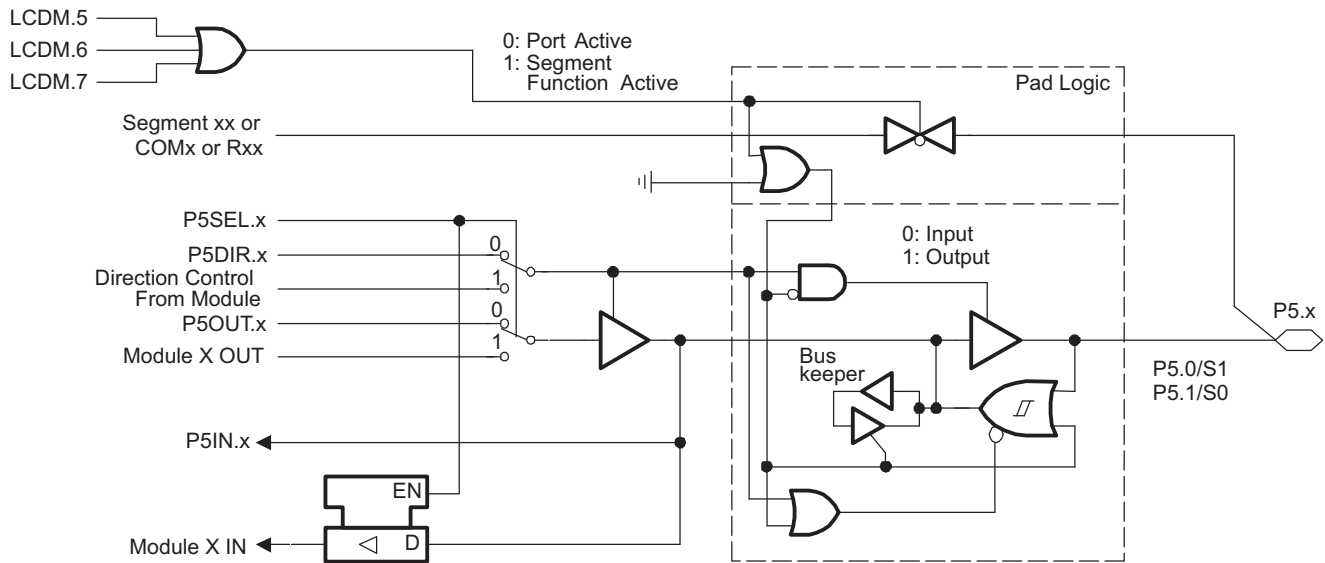 LCDM.5
LCDM.6
LCDM.7
0: Port Active
1: Segment
Function Active
Pad Logic
Segment xx or
COMx or Rxx
P5SEL.x
P5DIR.x
0
Direction Control
From Module
1
P5OUT.x
0
Module X OUT
1
0: Input
1: Output
Bus
keeper
P5.x
P5.0/S1
P5.1/S0
P5IN.x
EN
Module X IN
D